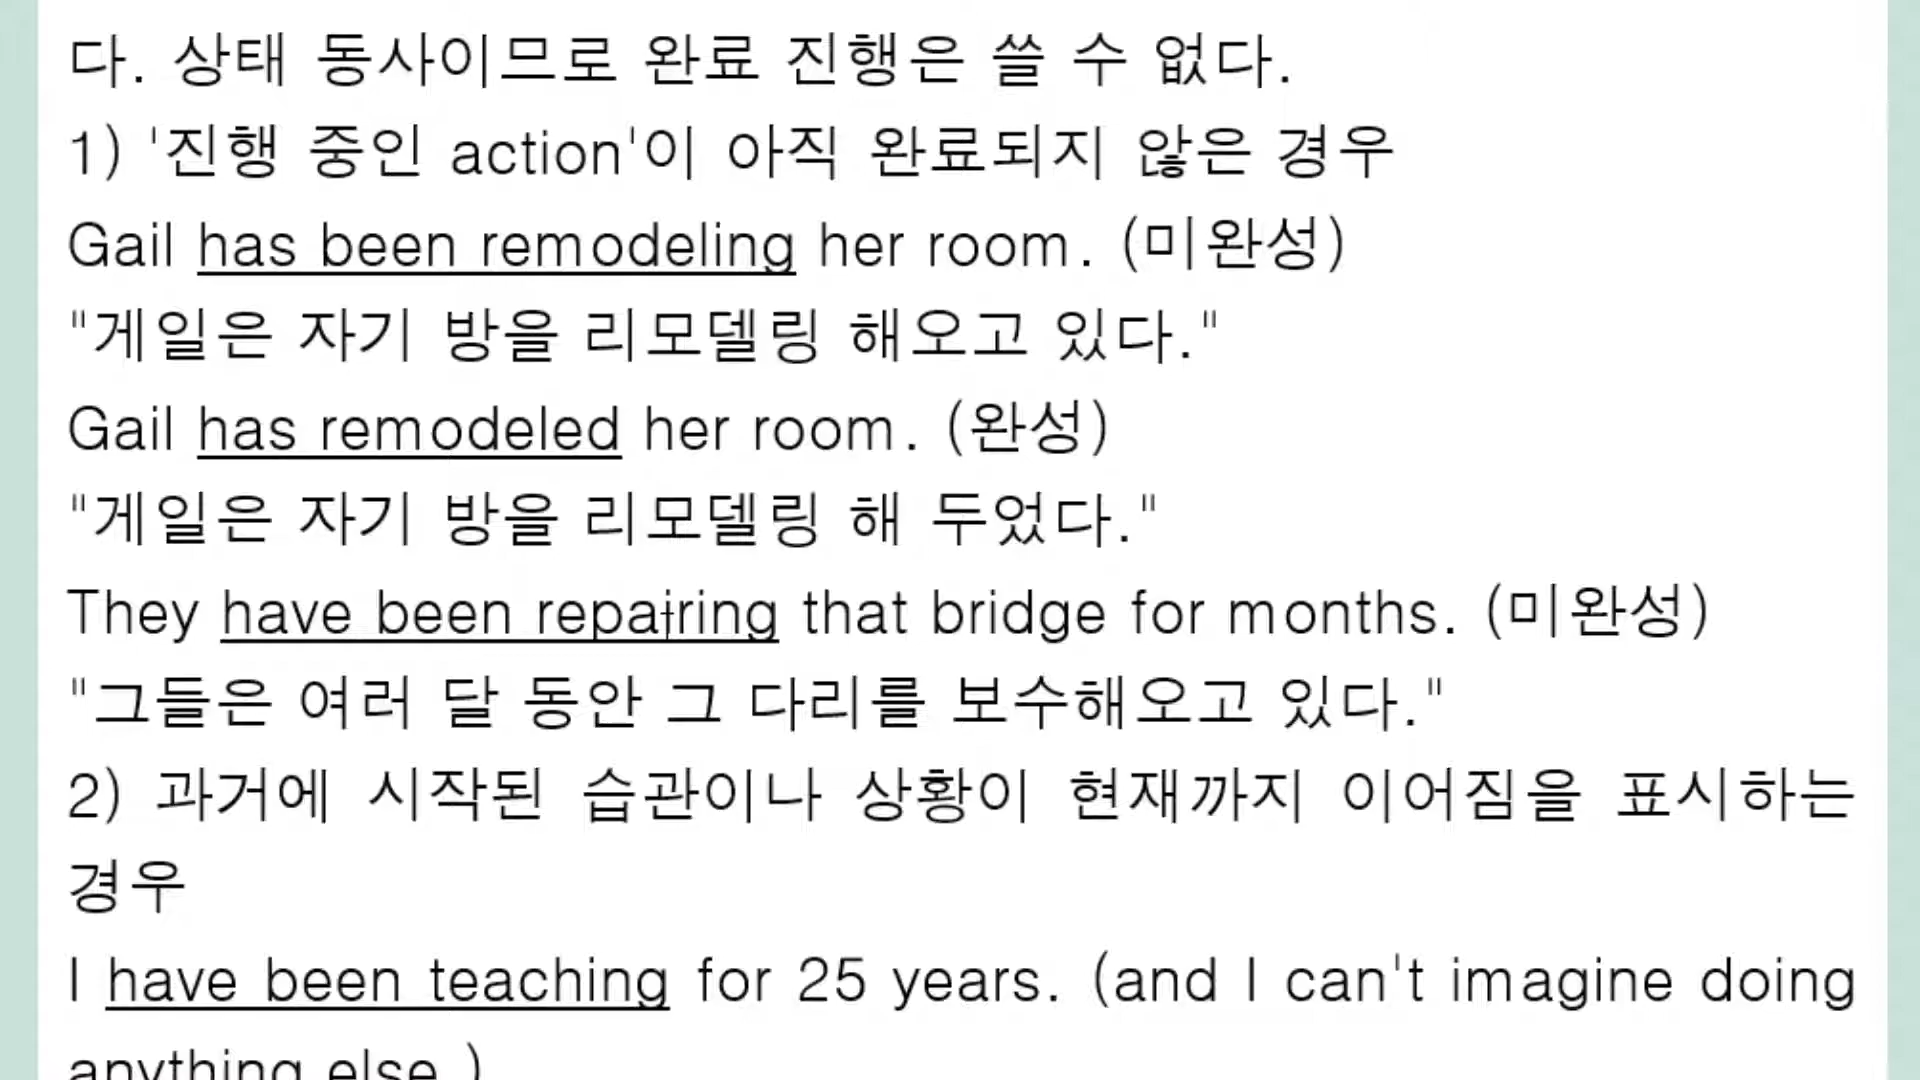 다. 상태 동사이므로 완료 진행은 쓸 수 없다.
1) '진행 중인 action'이 아직 완료되지 않은 경우
Gail has been remodeling her room. (미완성)
"게일은 자기 방을 리모델링 해오고 있다."
Gail has remodeled her room. (완성)
"게일은 자기 방을 리모델링 해 두었다."
They have been repairing that bridge for months. (미완성)
"그들은 여러 달 동안 그 다리를 보수해오고 있다."
2) 과거에 시작된 습관이나 상황이 현재까지 이어짐을 표시하는
경우
I have been teaching for 25 years. (and I can't imagine doing
anything else.)